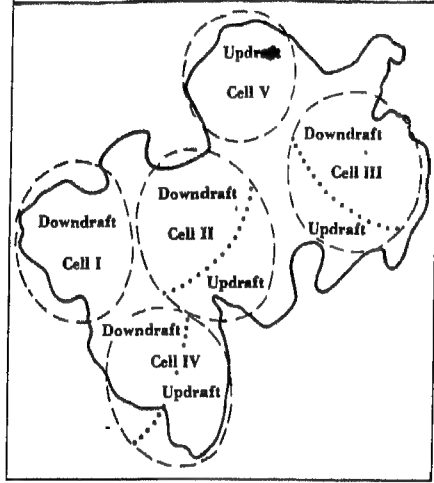 Updraft
Cell V
Downdraft
Cell III
Updraft
Downdraft
Cell II
Updraft
Downdraft
Cell I
Downdraft
Cell IV
Updraft